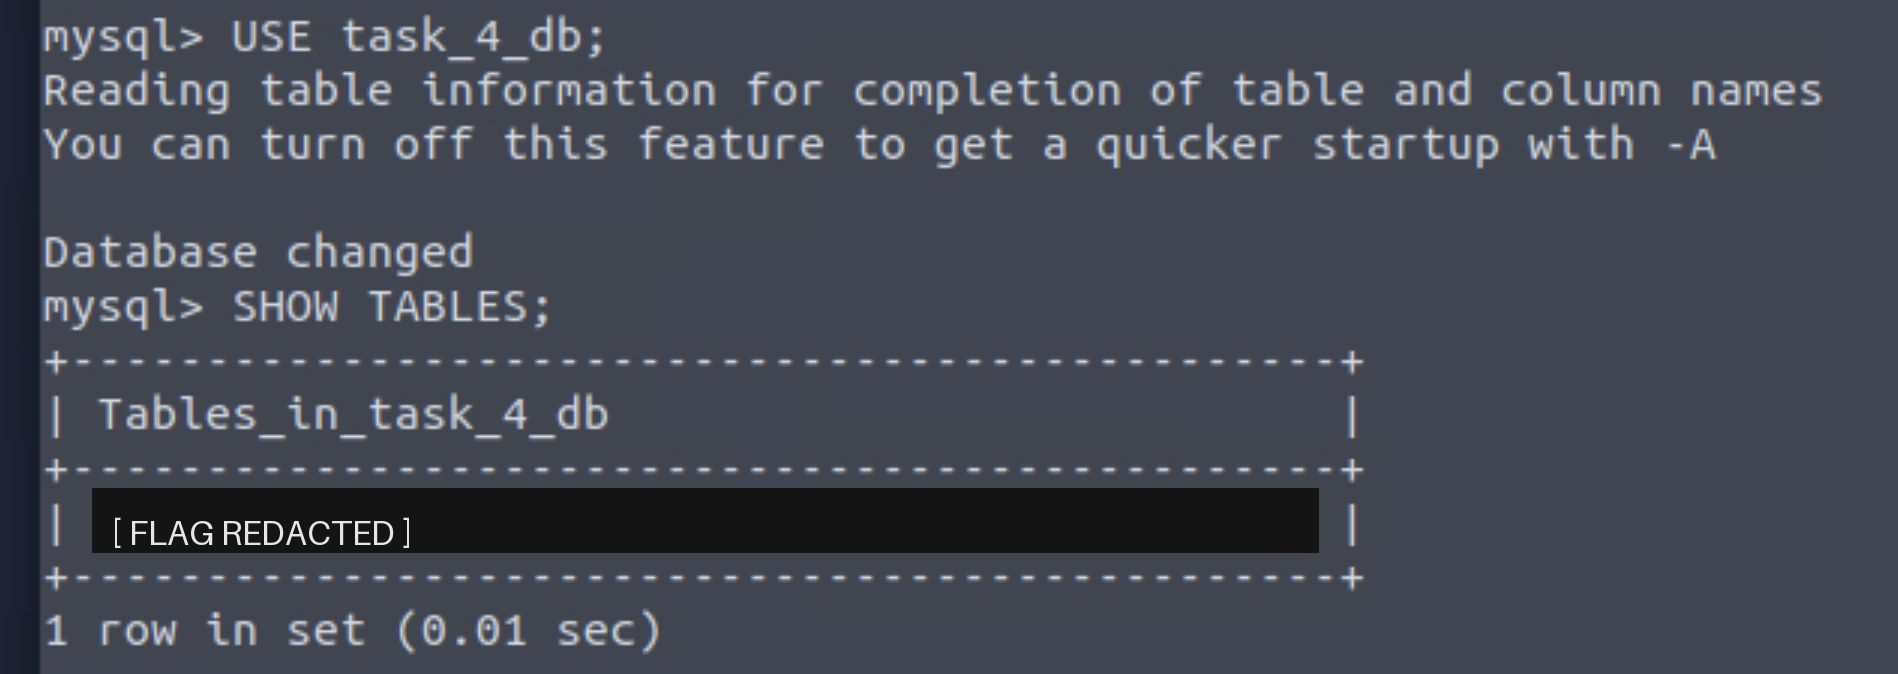 mysql> USE task_4_db;
Reading table information for completion of table and column names
You can turn off this feature to get a quicker startup with -A
Database changed
mysql> SHOW TABLES;
+-----------------------------------------------+
| Tables_in_task_4_db                           |
+-----------------------------------------------+
| [ FLAG REDACTED ]                             |
+-----------------------------------------------+
1 row in set (0.01 sec)